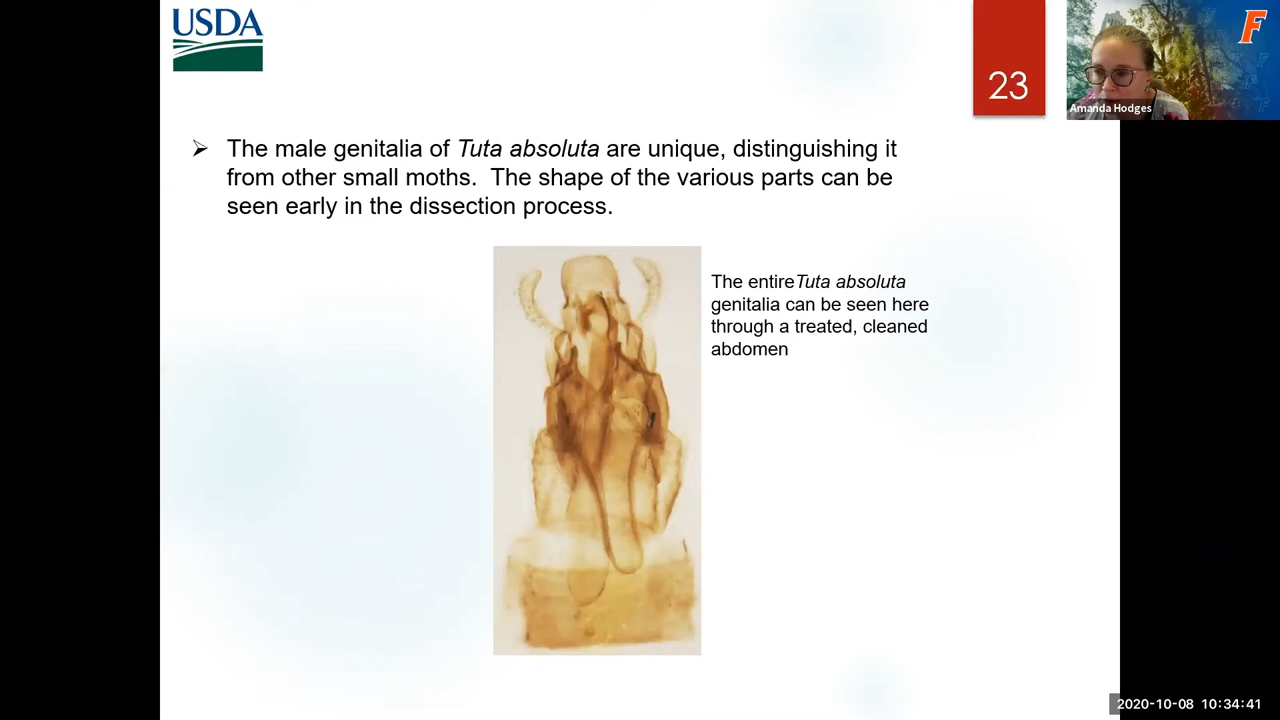 USDA
23
F
Amanda Hodges
➢ The male genitalia of Tuta absoluta are unique, distinguishing it
from other small moths.  The shape of the various parts can be
seen early in the dissection process.
The entireTuta absoluta
genitalia can be seen here
through a treated, cleaned
abdomen
2020-10-08 10:34:41